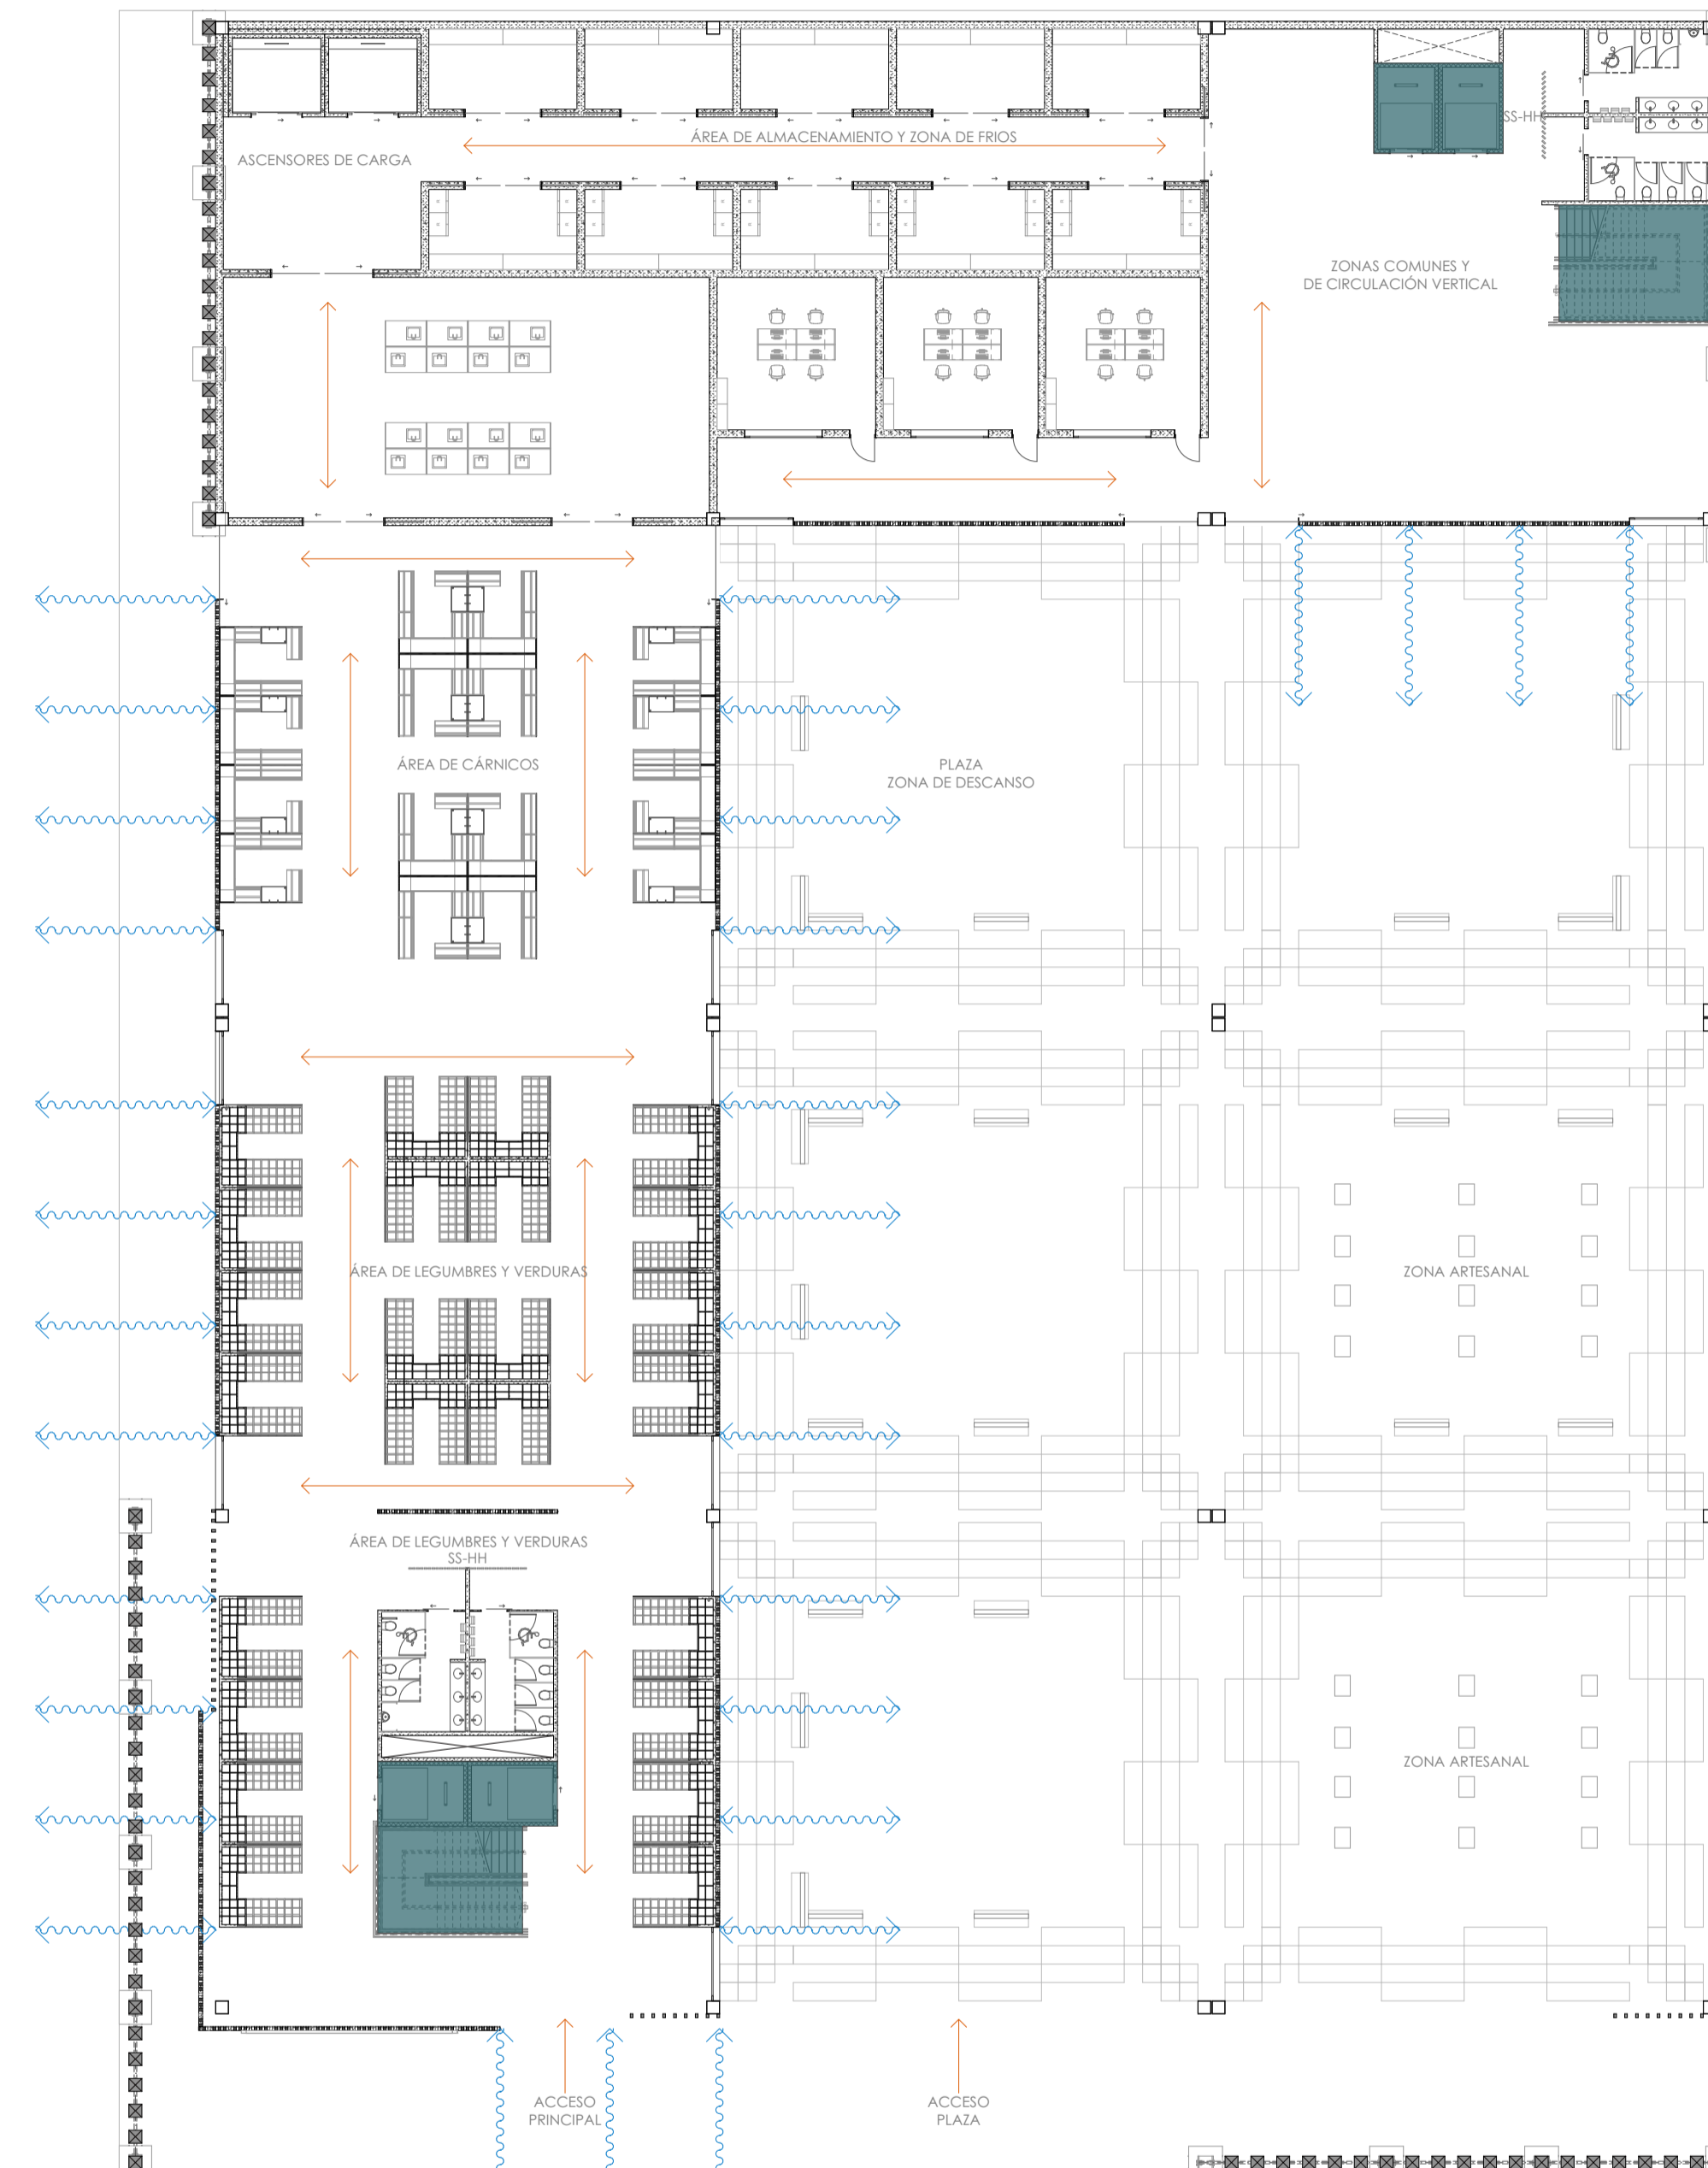 ÁREA DE ALMACENAMIENTO Y ZONA DE FRIOS
SS-HH
ASCENSORES DE CARGA
ZONAS COMUNES Y
DE CIRCULACIÓN VERTICAL
ÁREA DE CÁRNICOS
PLAZA
ZONA DE DESCANSO
ÁREA DE LEGUMBRES Y VERDURAS
ZONA ARTESANAL
ÁREA DE LEGUMBRES Y VERDURAS
SS-HH
ZONA ARTESANAL
ACCESO
PRINCIPAL
ACCESO
PLAZA